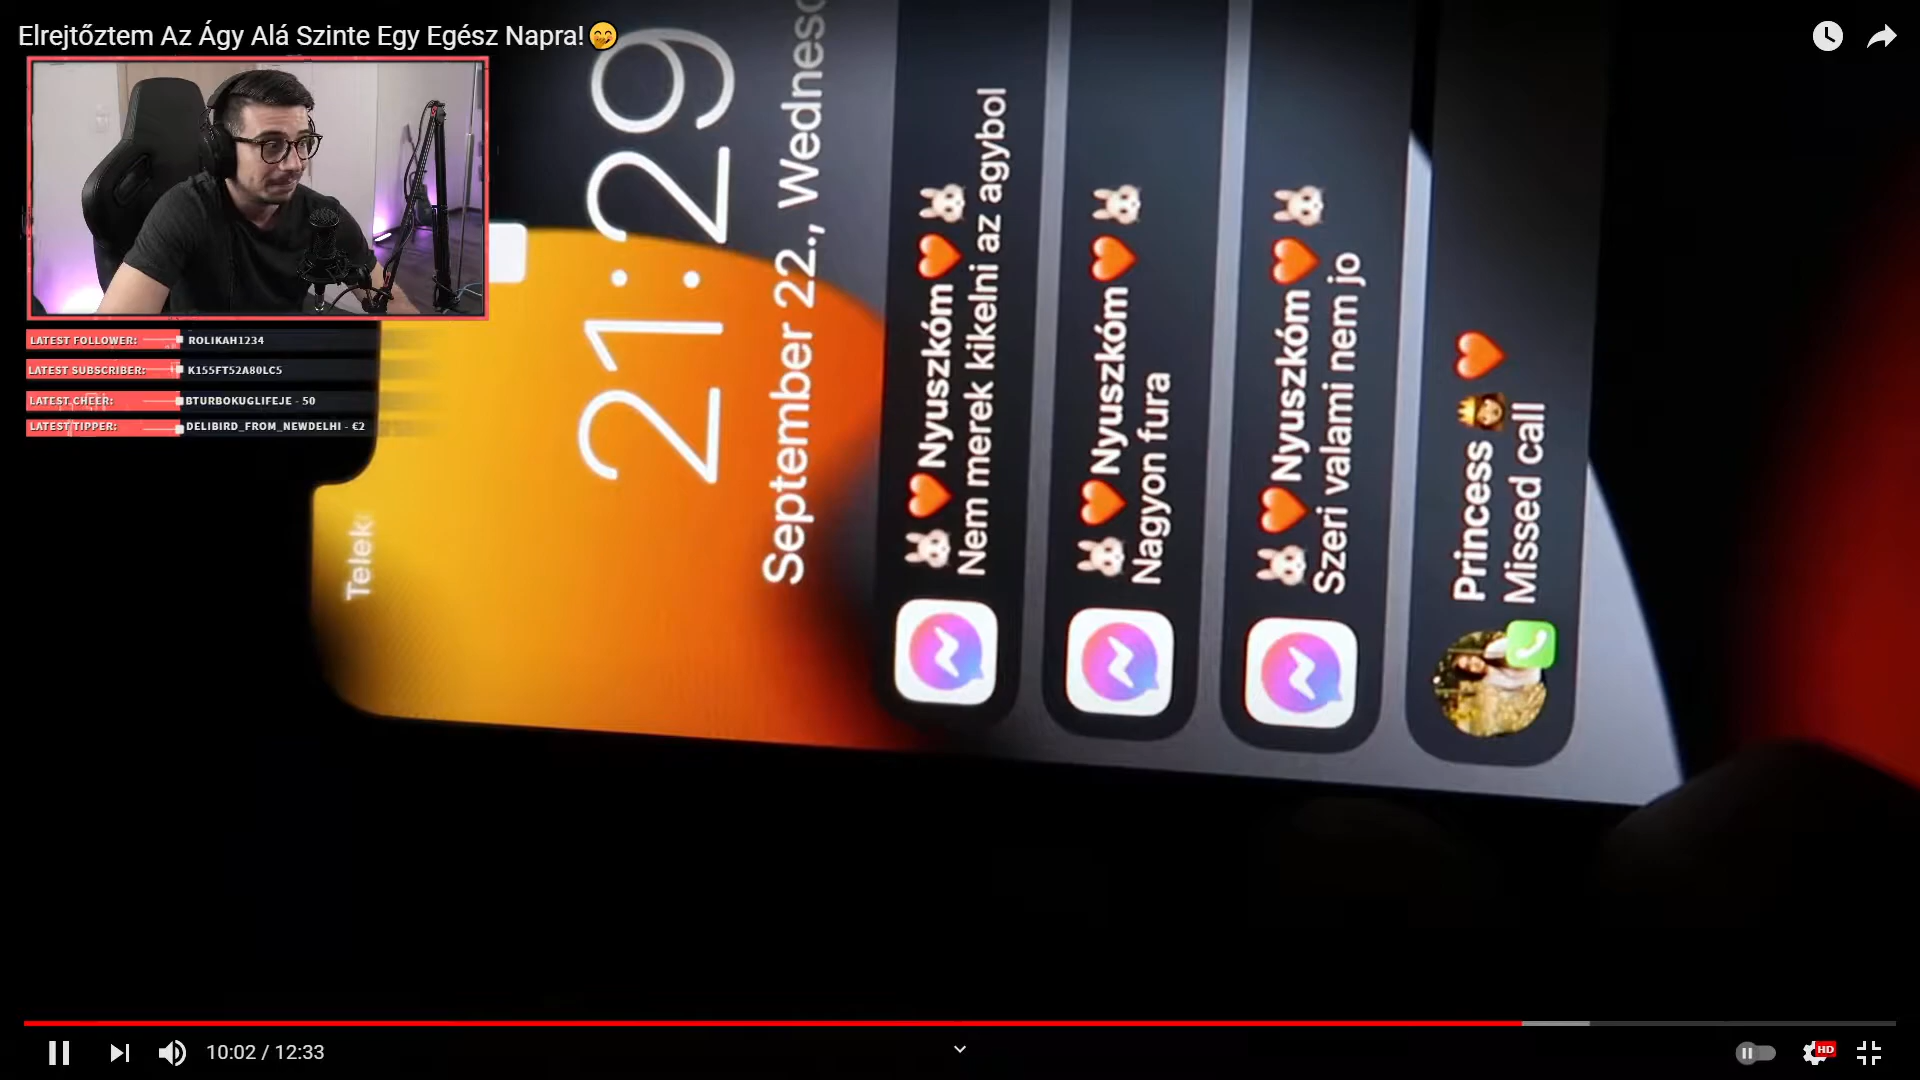 Elrejtőztem Az Ágy Alá Szinte Egy Egész Napra!🤭
LATEST FOLLOWER: ROLIKAH1234
LATEST SUBSCRIBER: K155FT52A80LC5
LATEST CHEER: BTURBOKUGLIFEJE - 50
LATEST TIPPER: DELIBIRD_FROM_NEWDELHI - €2
21:29
September 22., Wednesd
🐰❤️Nyuszkóm❤️🐰
Nem merek kikelni az agybol
🐰❤️Nyuszkóm❤️🐰
Nagyon fura
🐰❤️Nyuszkóm❤️🐰
Szeri valami nem jo
Princess 👸❤️
Missed call
10:02 / 12:33
HD